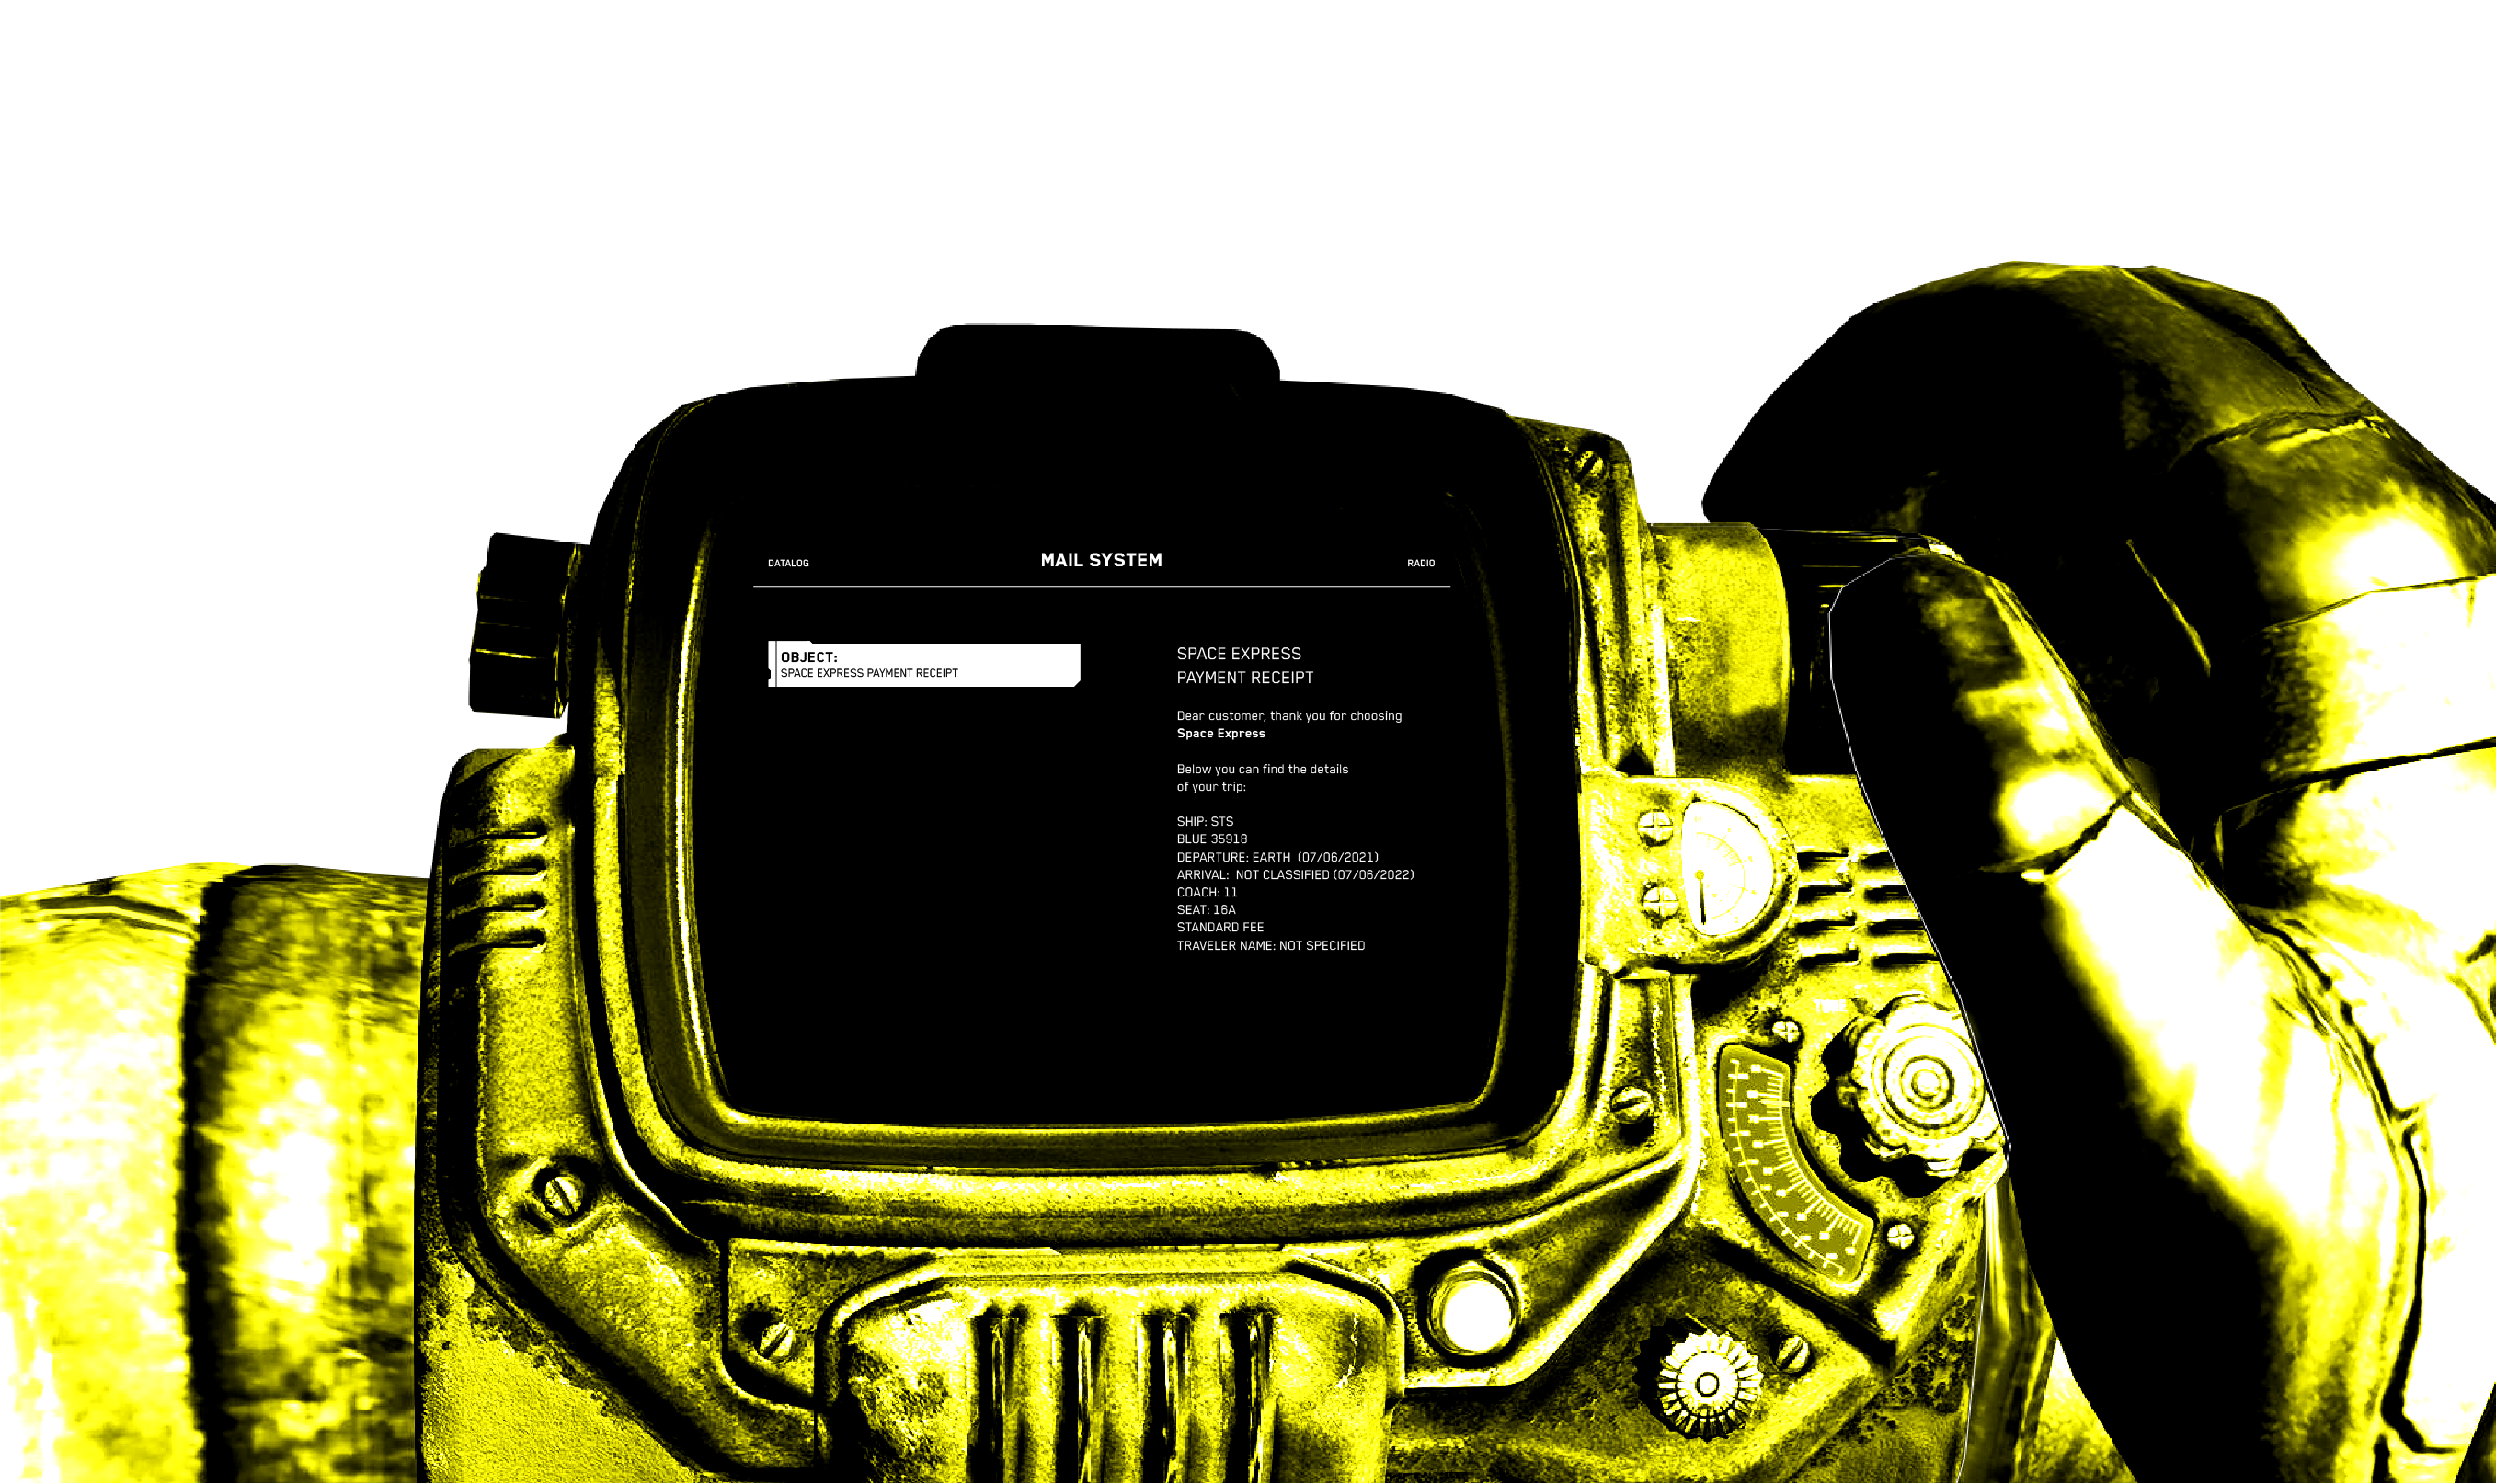 DATALOG
MAIL SYSTEM
RADIO
OBJECT:
SPACE EXPRESS PAYMENT RECEIPT
SPACE EXPRESS
PAYMENT RECEIPT
Dear customer, thank you for choosing
Space Express
Below you can find the details
of your trip:
SHIP: STS
BLUE 35918
DEPARTURE: EARTH (07/06/2021)
ARRIVAL: NOT CLASSIFIED (07/06/2022)
COACH: 11
SEAT: 16A
STANDARD FEE
TRAVELER NAME: NOT SPECIFIED